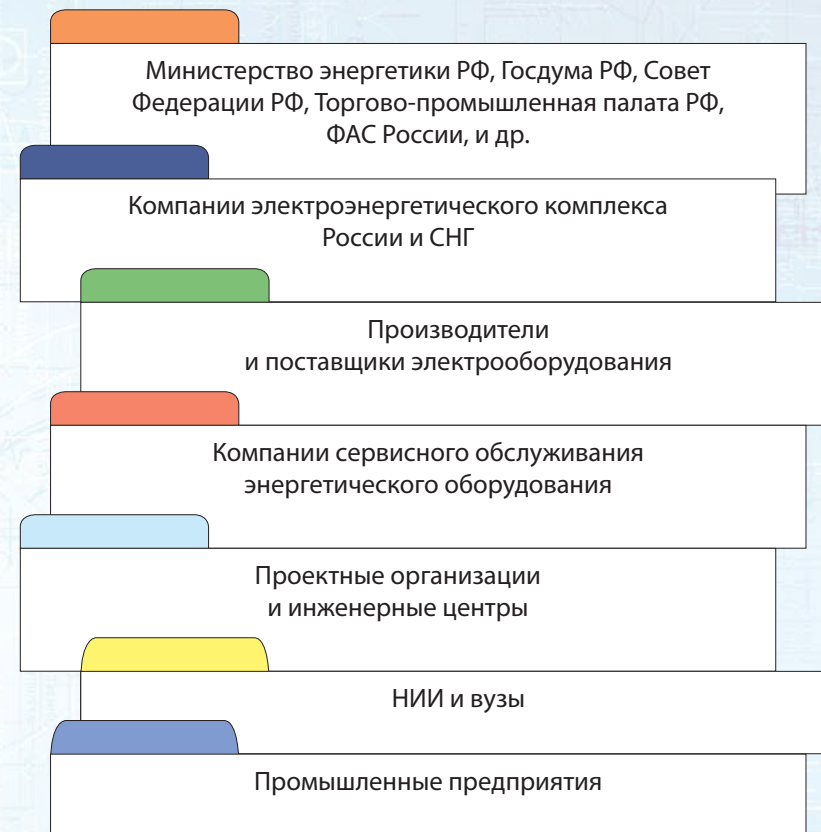 Министерство энергетики РФ, Госдума РФ, Совет
Федерации РФ, Торгово-промышленная палата РФ,
ФАС России, и др.
Компании электроэнергетического комплекса
России и СНГ
Производители
и поставщики электрооборудования
Компании сервисного обслуживания
энергетического оборудования
Проектные организации
и инженерные центры
НИИ и вузы
Промышленные предприятия